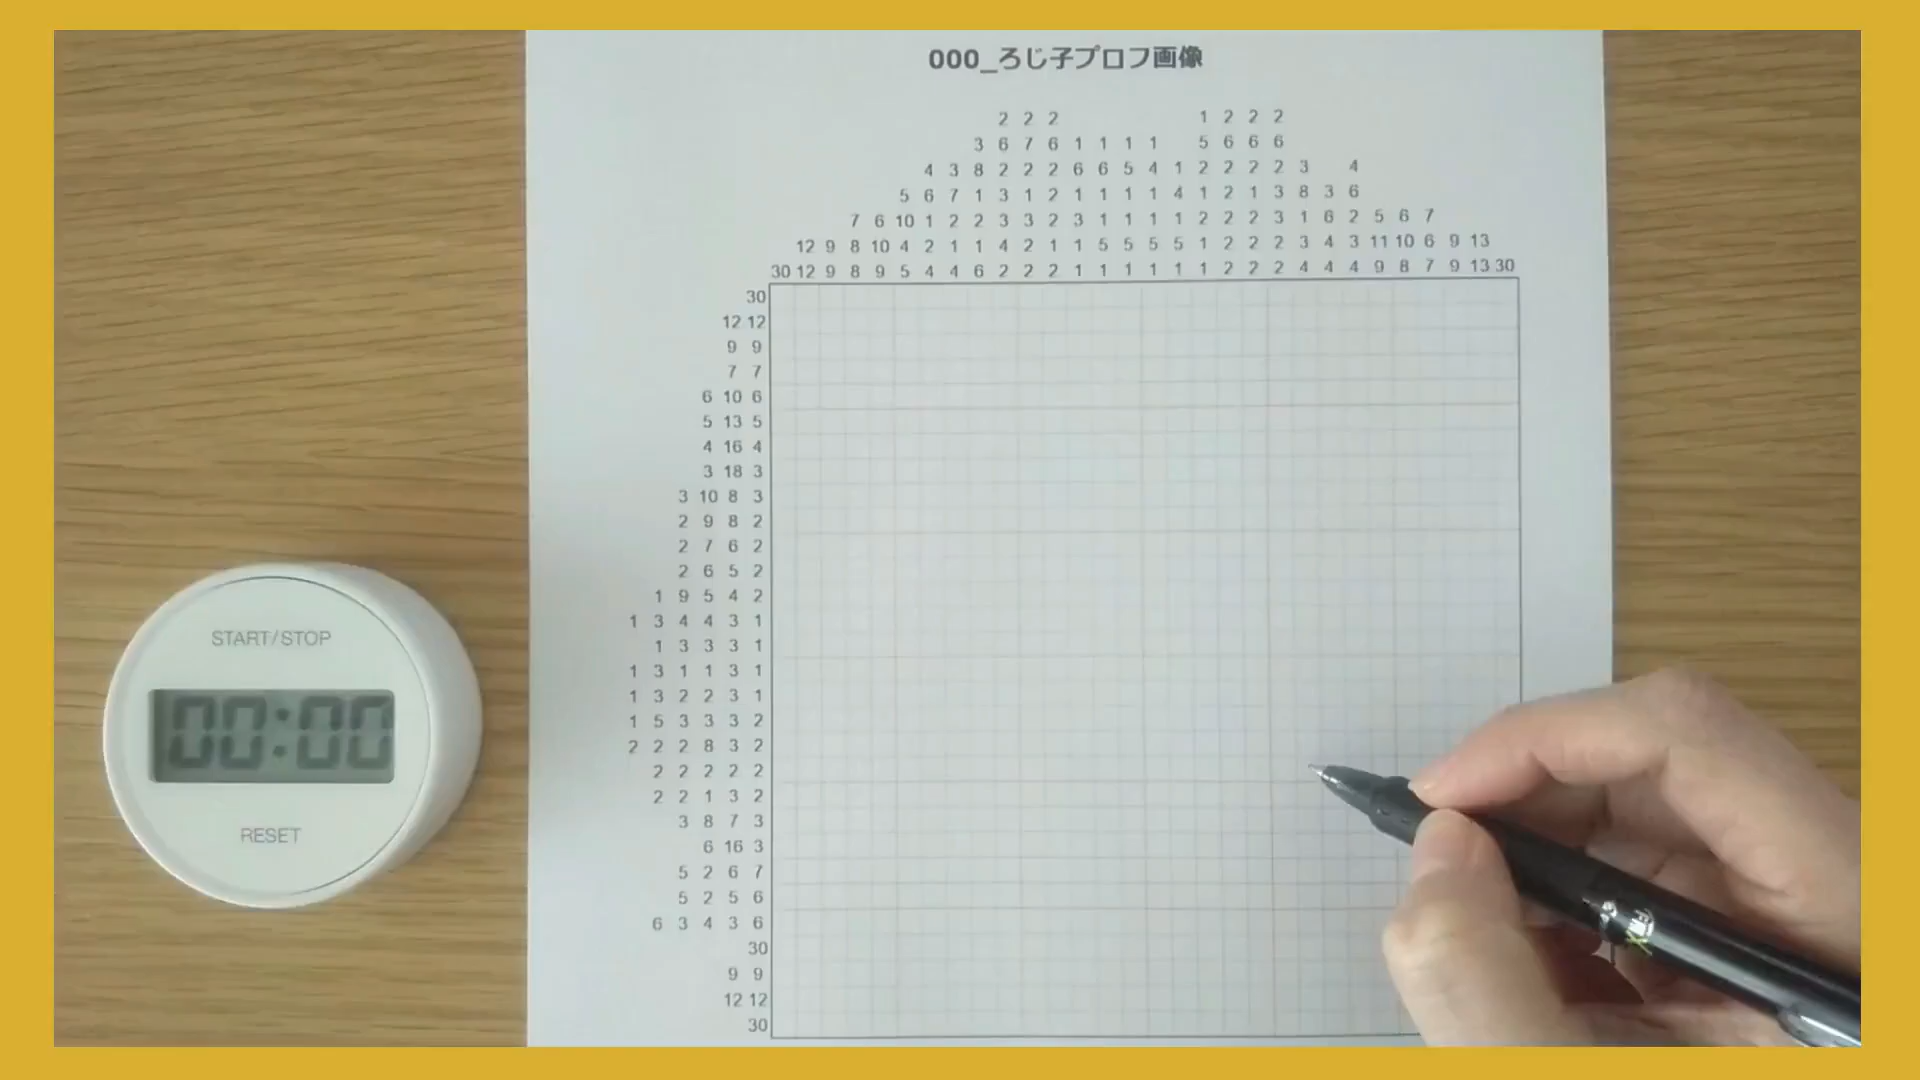 000_ろじ子プロフ画像
2 2 2 1 2 2 2
3 6 7 6 1 1 1 1 5 6 6 6
4 3 8 2 2 2 6 6 5 4 1 2 2 2 2 3 4
5 6 7 1 3 1 2 1 1 1 1 4 1 2 1 3 8 3 6
7 6 10 1 2 2 3 3 2 3 1 1 1 1 2 2 2 3 1 6 2 5 6 7
12 9 8 10 4 2 1 1 4 2 1 1 5 5 5 5 1 2 2 2 3 4 3 11 10 6 9 13
30 12 9 8 9 5 4 4 6 2 2 2 1 1 1 1 1 1 2 2 2 4 4 4 9 8 7 9 13 30
30
12 12
9 9
7 7
6 10 6
5 13 5
4 16 4
3 18 3
3 10 8 3
2 9 8 2
2 7 6 2
2 6 5 2
1 9 5 4 2
1 3 4 4 3 1
1 3 3 3 1
1 3 1 1 3 1
1 3 2 2 3 1
1 5 3 3 3 2
2 2 2 8 3 2
2 2 2 2 2
2 2 1 3 2
3 8 7 3
6 16 3
5 2 6 7
5 2 5 6
6 3 4 3 6
30
9 9
12 12
30
START/STOP
00:00
RESET